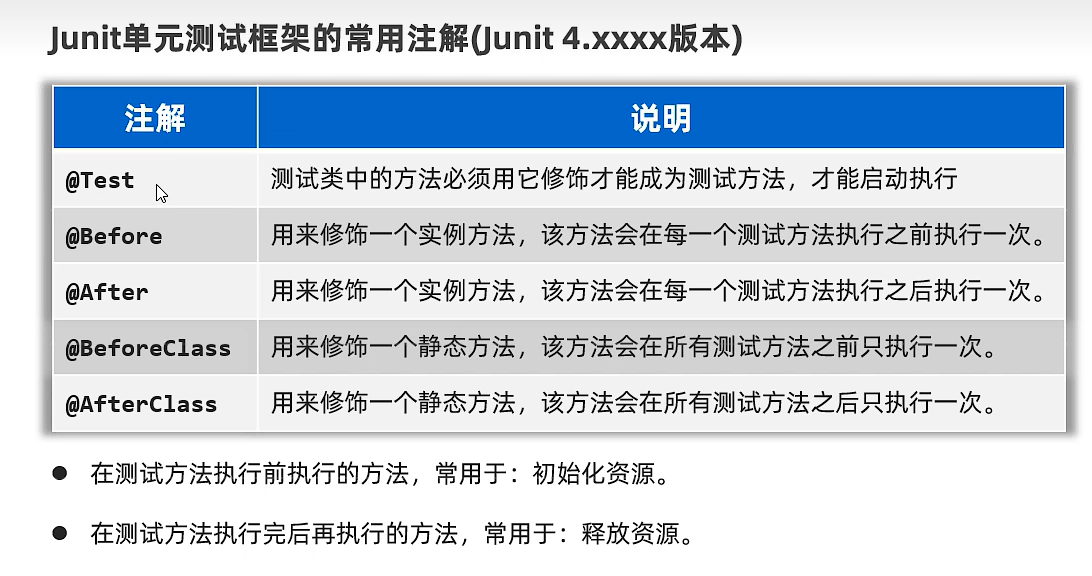 Junit单元测试框架的常用注解(Junit 4.xxxx版本)
注解 说明
@Test 测试类中的方法必须用它修饰才能成为测试方法，才能启动执行
@Before 用来修饰一个实例方法，该方法会在每一个测试方法执行之前执行一次。
@After 用来修饰一个实例方法，该方法会在每一个测试方法执行之后执行一次。
@BeforeClass 用来修饰一个静态方法，该方法会在所有测试方法之前只执行一次。
@AfterClass 用来修饰一个静态方法，该方法会在所有测试方法之后只执行一次。
● 在测试方法执行前执行的方法，常用于：初始化资源。
● 在测试方法执行完后再执行的方法，常用于：释放资源。